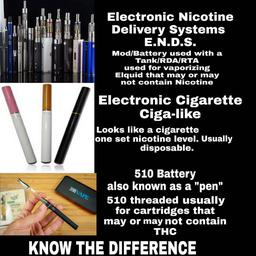 Electronic Nicotine
Delivery Systems
E.N.D.S.
Mod/Battery used with a
Tank/RDA/RTA
used for vaporizing
Elquid that may or may
not contain Nicotine
Electronic Cigarette
Ciga-like
Looks like a cigarette
one set nicotine level. Usually
disposable.
510 Battery
also known as a "pen"
510 threaded usually
for cartridges that
may or may not contain
THC
KNOW THE DIFFERENCE